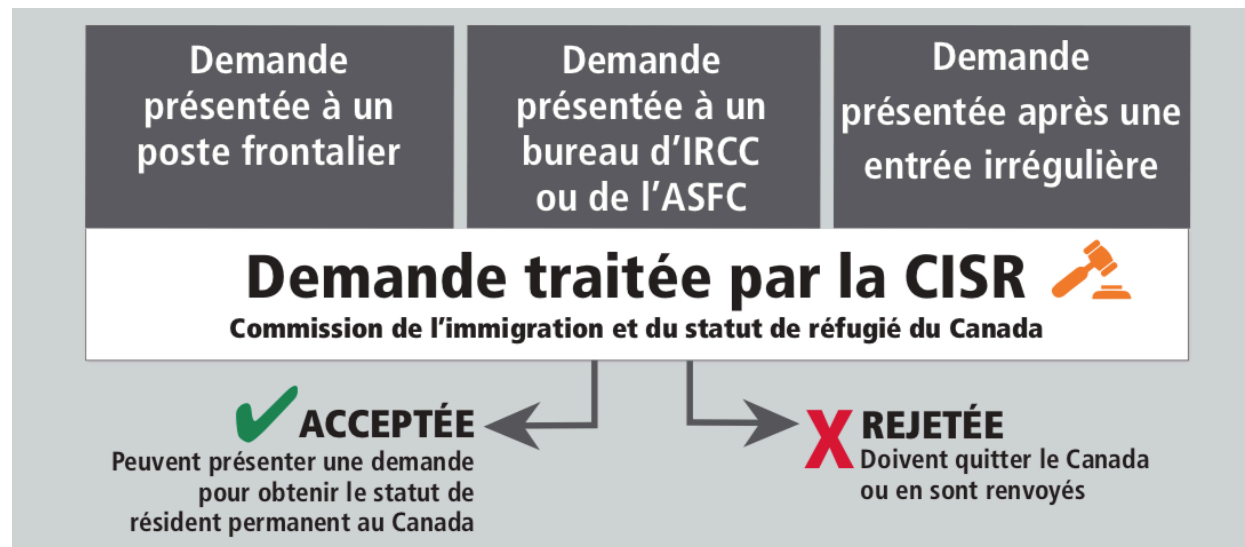 Demande
présentée à un
poste frontalier
Demande
présentée à un
bureau d’IRCC
ou de l’ASFC
Demande
présentée après une
entrée irrégulière
Demande traitée par la CISR
Commission de l’immigration et du statut de réfugié du Canada
ACCEPTÉE
Peuvent présenter une demande
pour obtenir le statut de
résident permanent au Canada
REJETÉE
Doivent quitter le Canada
ou en sont renvoyés